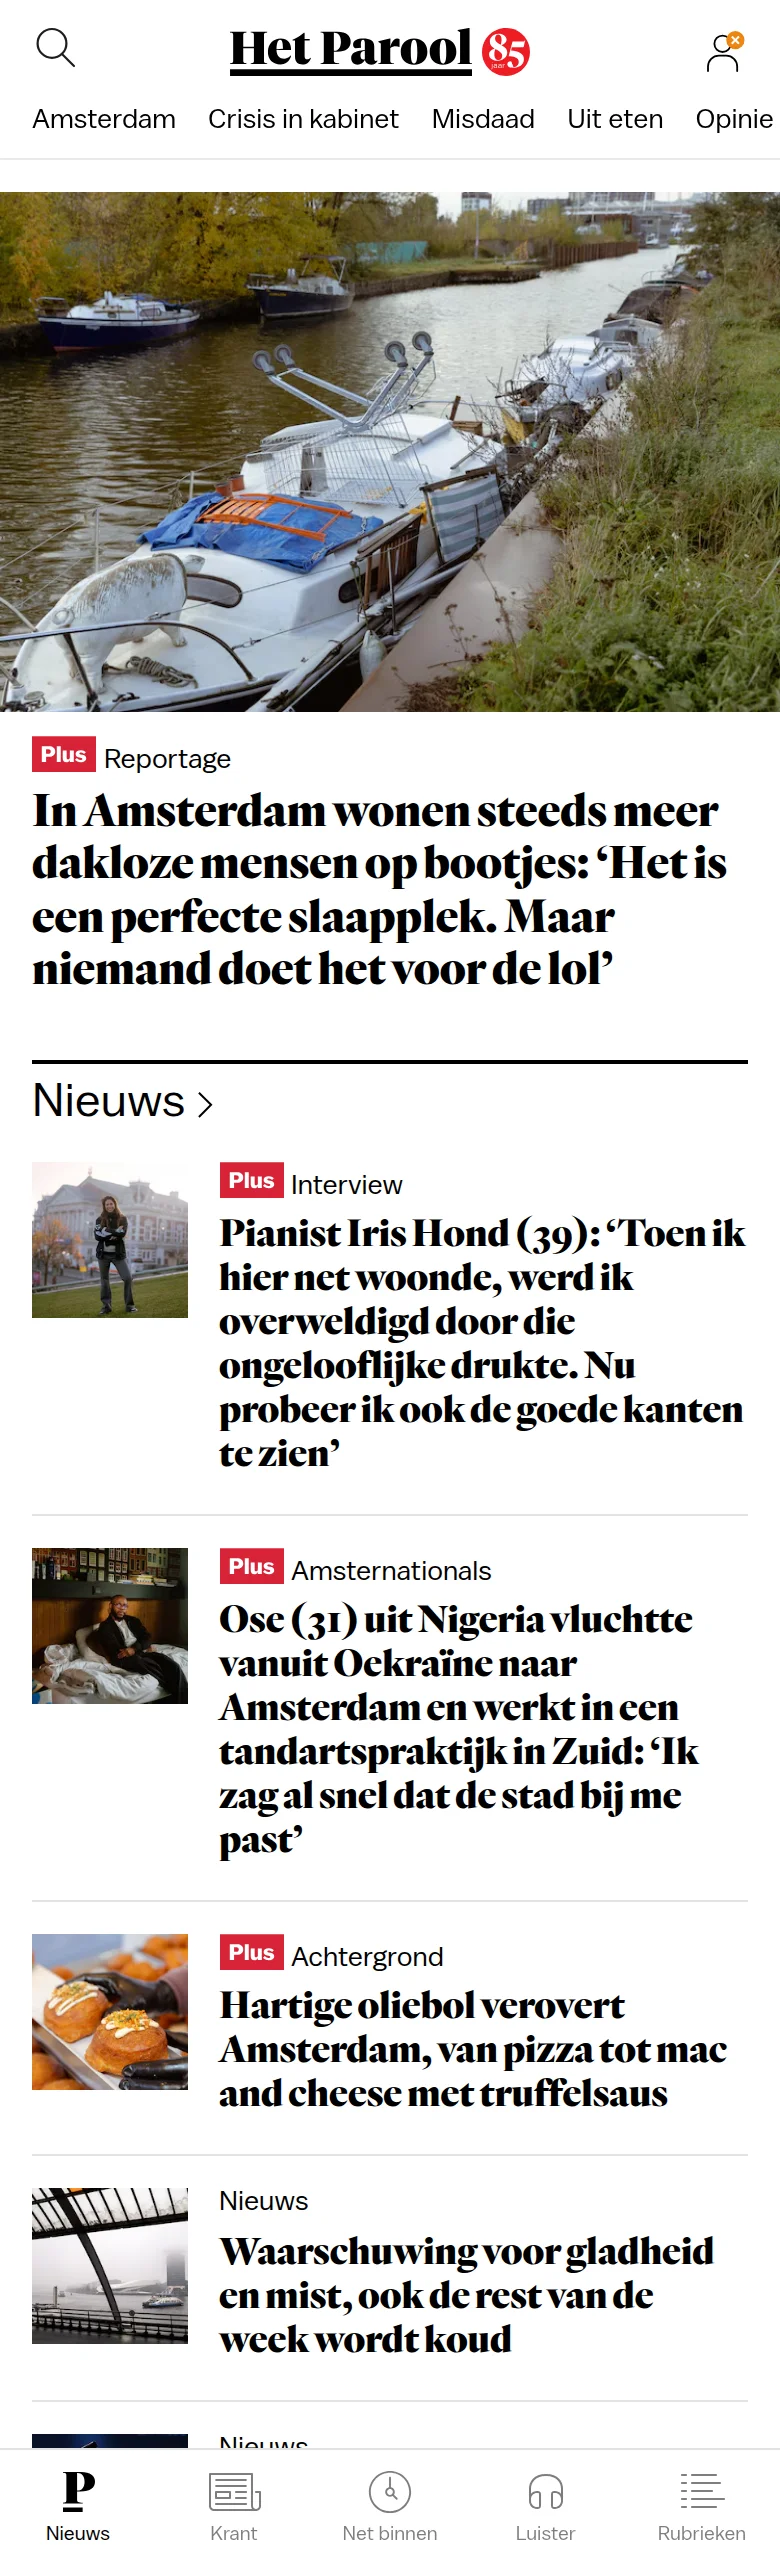 Het Parool 85 jaar
Amsterdam Crisis in kabinet Misdaad Uit eten Opinie
Plus Reportage
In Amsterdam wonen steeds meer
dakloze mensen op bootjes: ‘Het is
een perfecte slaapplek. Maar
niemand doet het voor de lol’
Nieuws
Plus Interview
Pianist Iris Hond (39): ‘Toen ik
hier net woonde, werd ik
overweldigd door die
ongelooflijke drukte. Nu
probeer ik ook de goede kanten
te zien’
Plus Amsternationals
Ose (31) uit Nigeria vluchtte
vanuit Oekraïne naar
Amsterdam en werkt in een
tandartspraktijk in Zuid: ‘Ik
zag al snel dat de stad bij me
past’
Plus Achtergrond
Hartige oliebol verovert
Amsterdam, van pizza tot mac
and cheese met truffelsaus
Nieuws
Waarschuwing voor gladheid
en mist, ook de rest van de
week wordt koud
Nieuws
P
Nieuws Krant Net binnen Luister Rubrieken